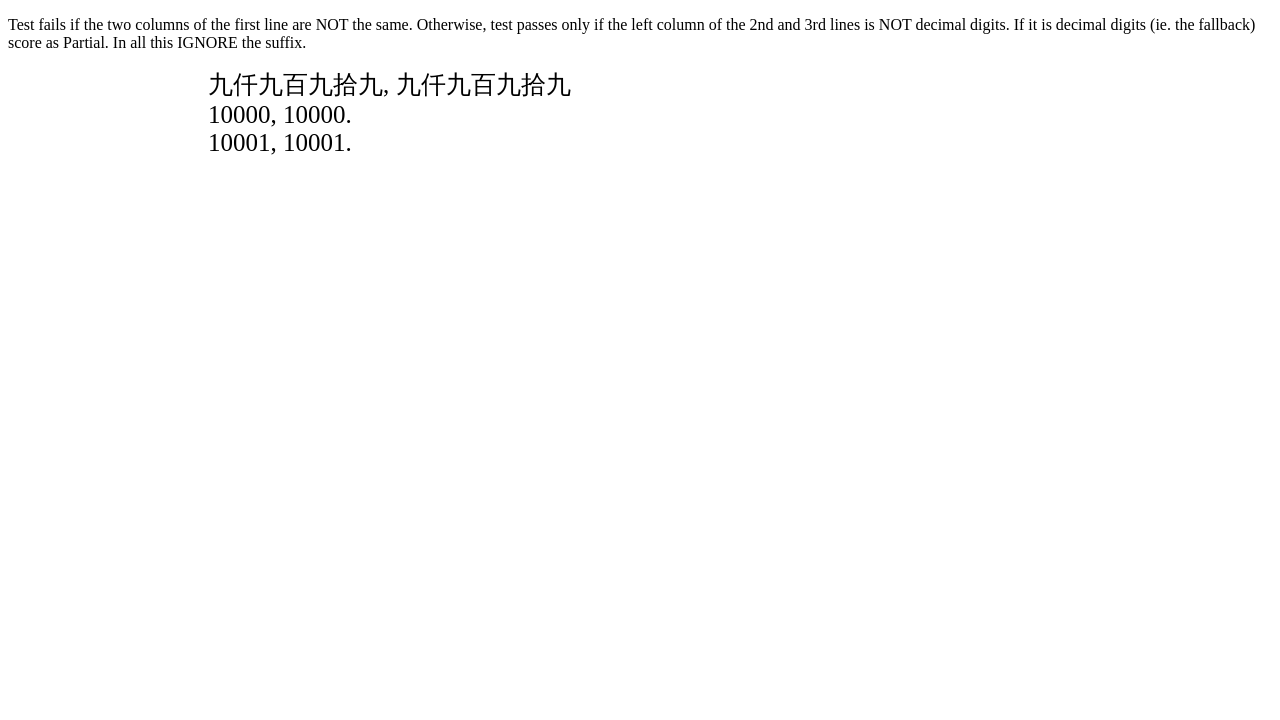 Test fails if the two columns of the first line are NOT the same. Otherwise, test passes only if the left column of the 2nd and 3rd lines is NOT decimal digits. If it is decimal digits (ie. the fallback)
score as Partial. In all this IGNORE the suffix.
九仟九百九拾九, 九仟九百九拾九
10000, 10000.
10001, 10001.